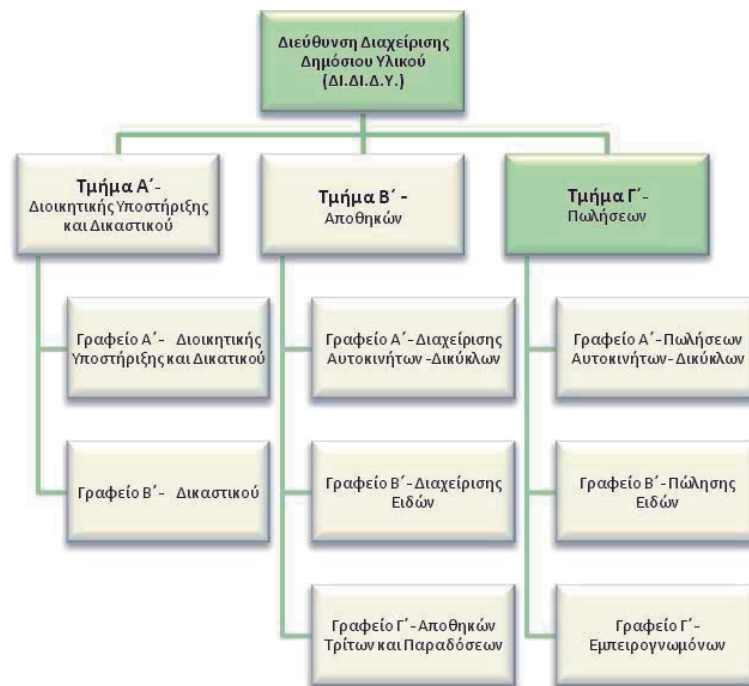 Διεύθυνση Διαχείρισης
Δημόσιου Υλικού
(ΔΙ.ΔΙ.Δ.Υ.)
Τμήμα Α΄-
Διοικητικής Υποστήριξης
και Δικαστικού
Τμήμα Β΄ -
Αποθηκών
Τμήμα Γ΄-
Πωλήσεων
Γραφείο Α΄- Διοικητικής
Υποστήριξης και Δικατικού
Γραφείο Β΄- Δικαστικού
Γραφείο Α΄-Διαχείρισης
Αυτοκινήτων -Δικύκλων
Γραφείο Β΄-Διαχείρισης
Ειδών
Γραφείο Γ΄- Αποθηκών
Τρίτων και Παραδόσεων
Γραφείο Α΄-Πωλήσεων
Αυτοκινήτων- Δικύκλων
Γραφείο Β΄-Πώλησης
Ειδών
Γραφείο Γ΄-
Εμπειρογνωμόνων